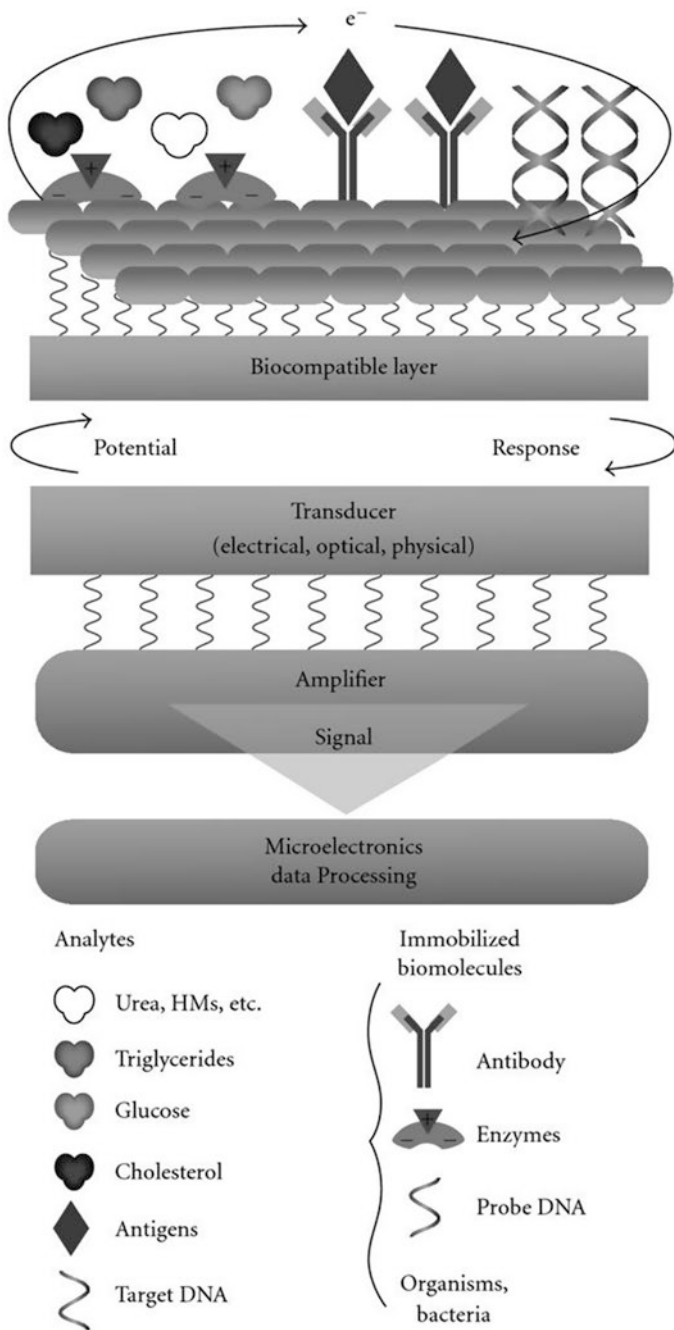 e⁻
+ +
− − − −
Biocompatible layer
Potential
Response
Transducer
(electrical, optical, physical)
Amplifier
Signal
Microelectronics
data Processing
Analytes
Urea, HMs, etc.
Triglycerides
Glucose
Cholesterol
Antigens
Target DNA
Immobilized
biomolecules
Antibody
+
− −
Enzymes
Probe DNA
Organisms,
bacteria